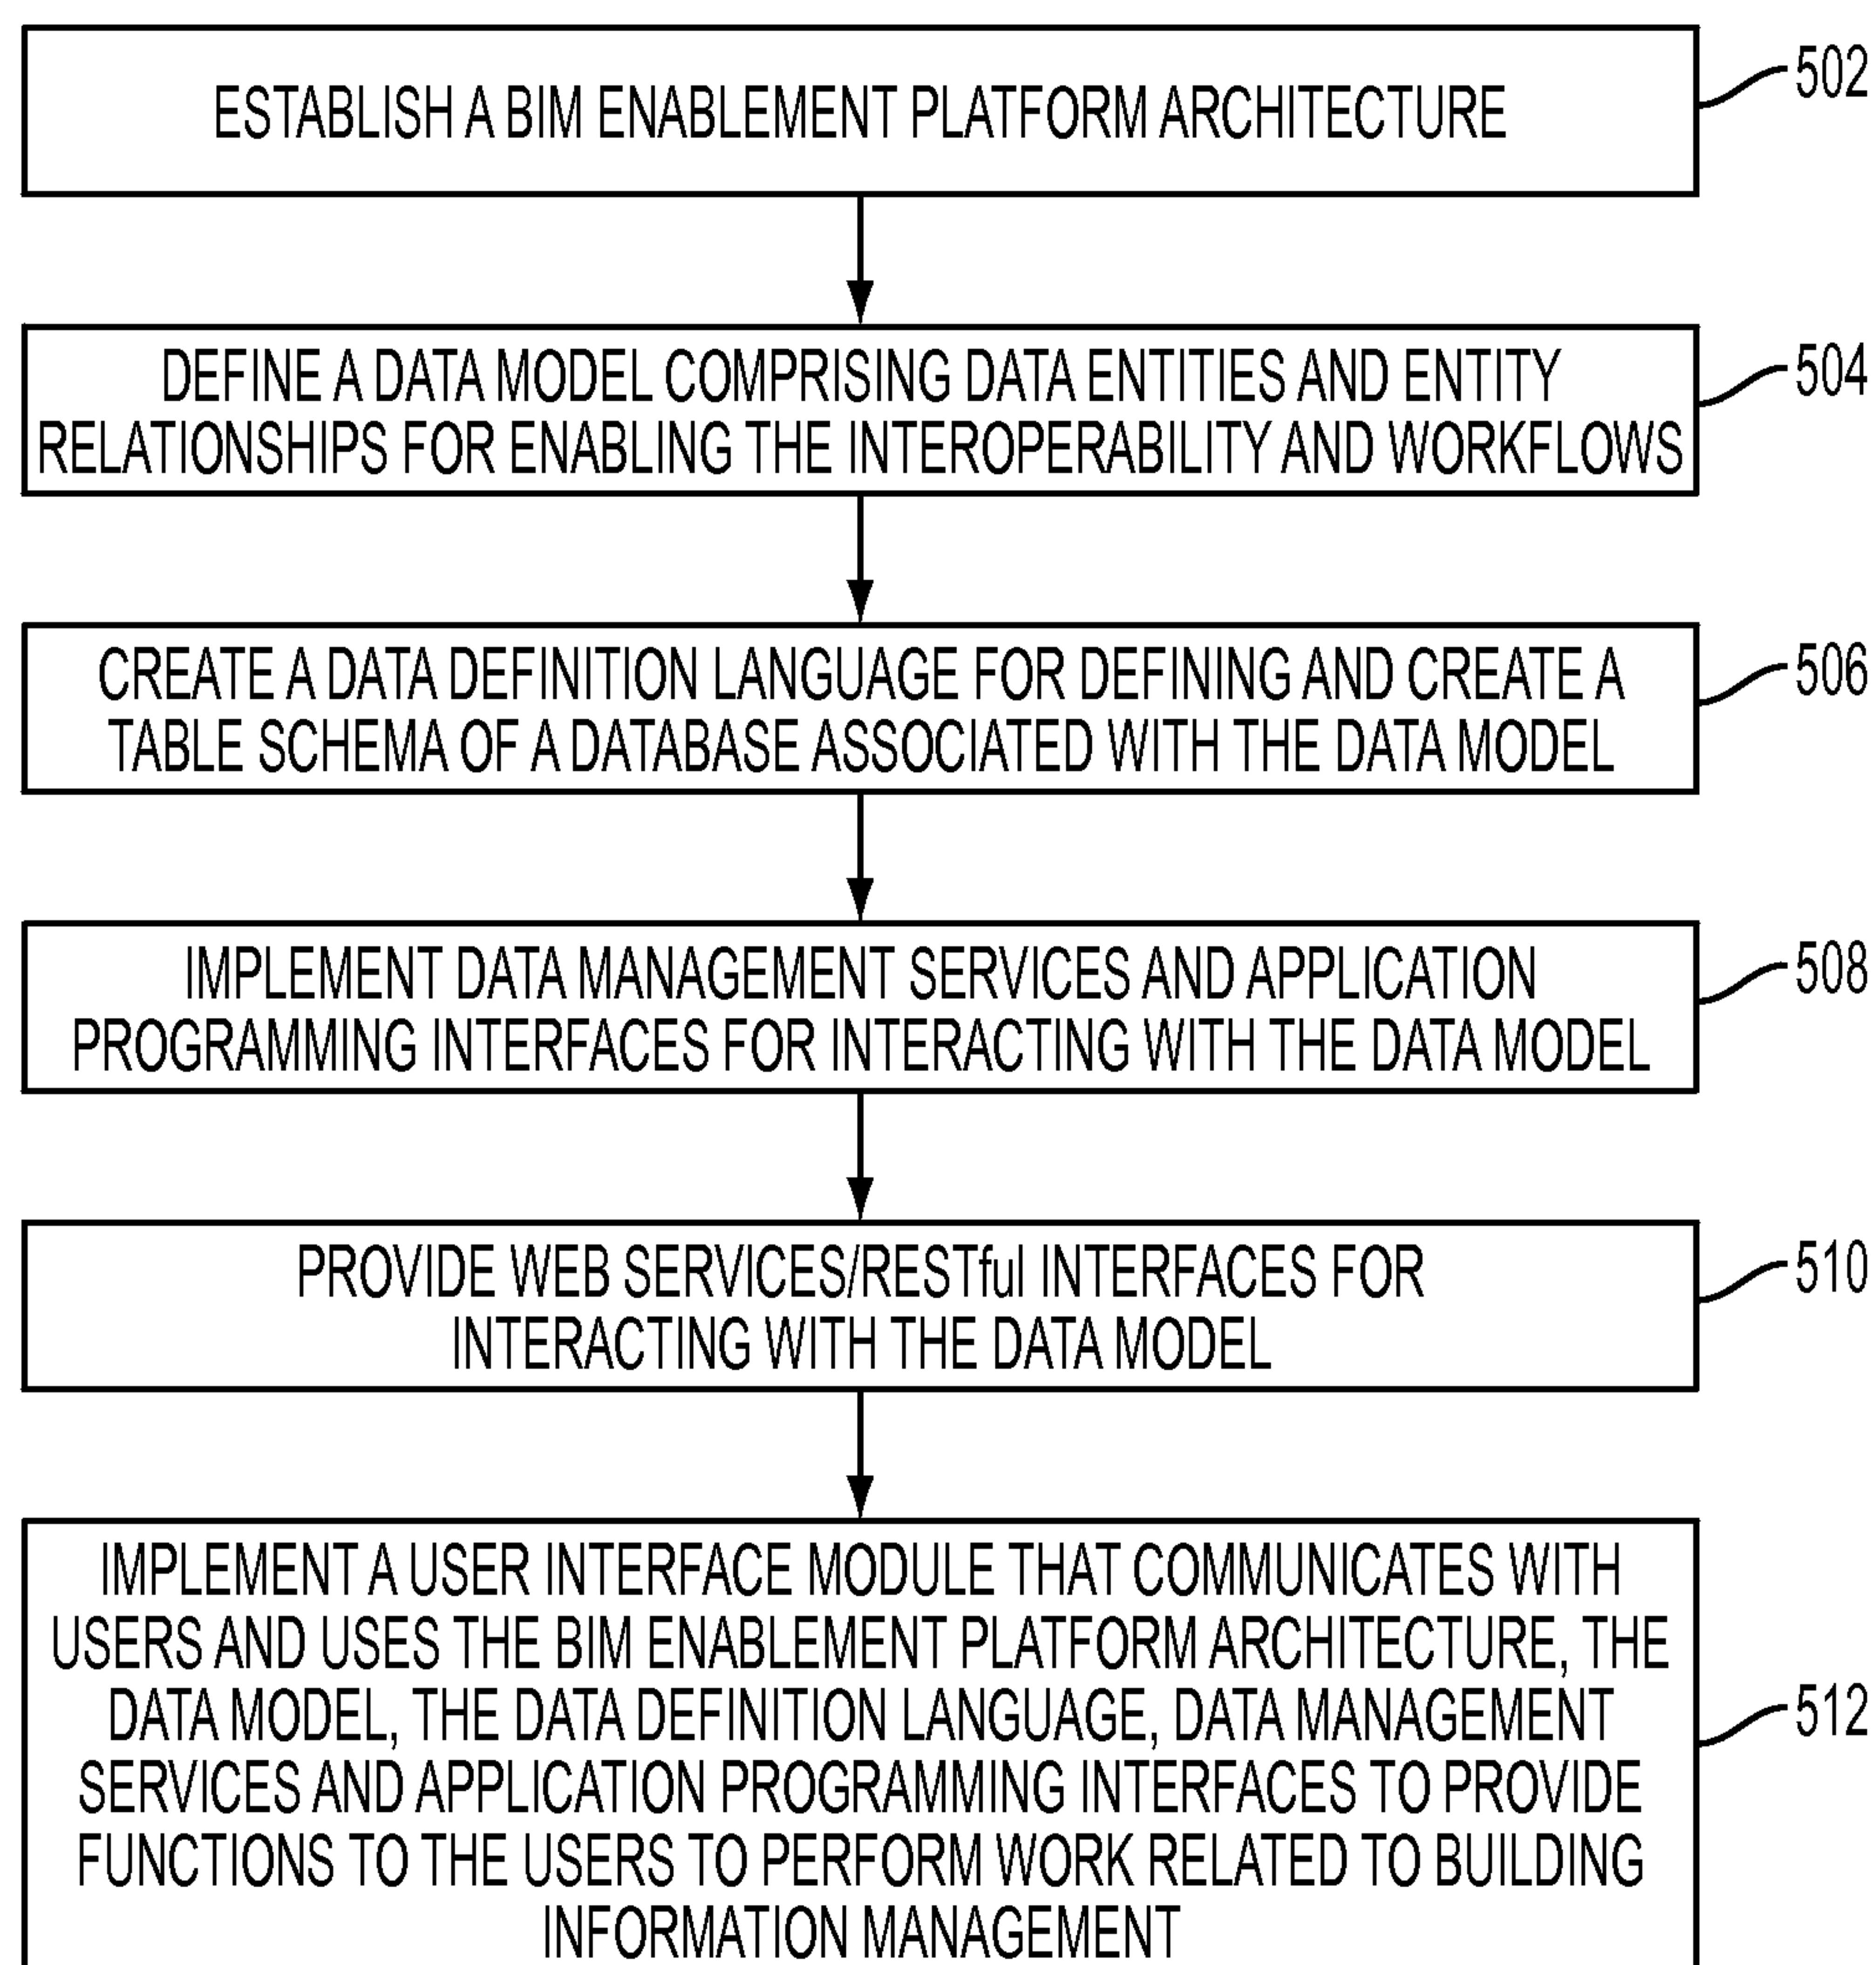 ESTABLISH A BIM ENABLEMENT PLATFORM ARCHITECTURE
502
DEFINE A DATA MODEL COMPRISING DATA ENTITIES AND ENTITY
RELATIONSHIPS FOR ENABLING THE INTEROPERABILITY AND WORKFLOWS
504
CREATE A DATA DEFINITION LANGUAGE FOR DEFINING AND CREATE A
TABLE SCHEMA OF A DATABASE ASSOCIATED WITH THE DATA MODEL
506
IMPLEMENT DATA MANAGEMENT SERVICES AND APPLICATION
PROGRAMMING INTERFACES FOR INTERACTING WITH THE DATA MODEL
508
PROVIDE WEB SERVICES/RESTful INTERFACES FOR
INTERACTING WITH THE DATA MODEL
510
IMPLEMENT A USER INTERFACE MODULE THAT COMMUNICATES WITH
USERS AND USES THE BIM ENABLEMENT PLATFORM ARCHITECTURE, THE
DATA MODEL, THE DATA DEFINITION LANGUAGE, DATA MANAGEMENT
SERVICES AND APPLICATION PROGRAMMING INTERFACES TO PROVIDE
FUNCTIONS TO THE USERS TO PERFORM WORK RELATED TO BUILDING
INFORMATION MANAGEMENT
512